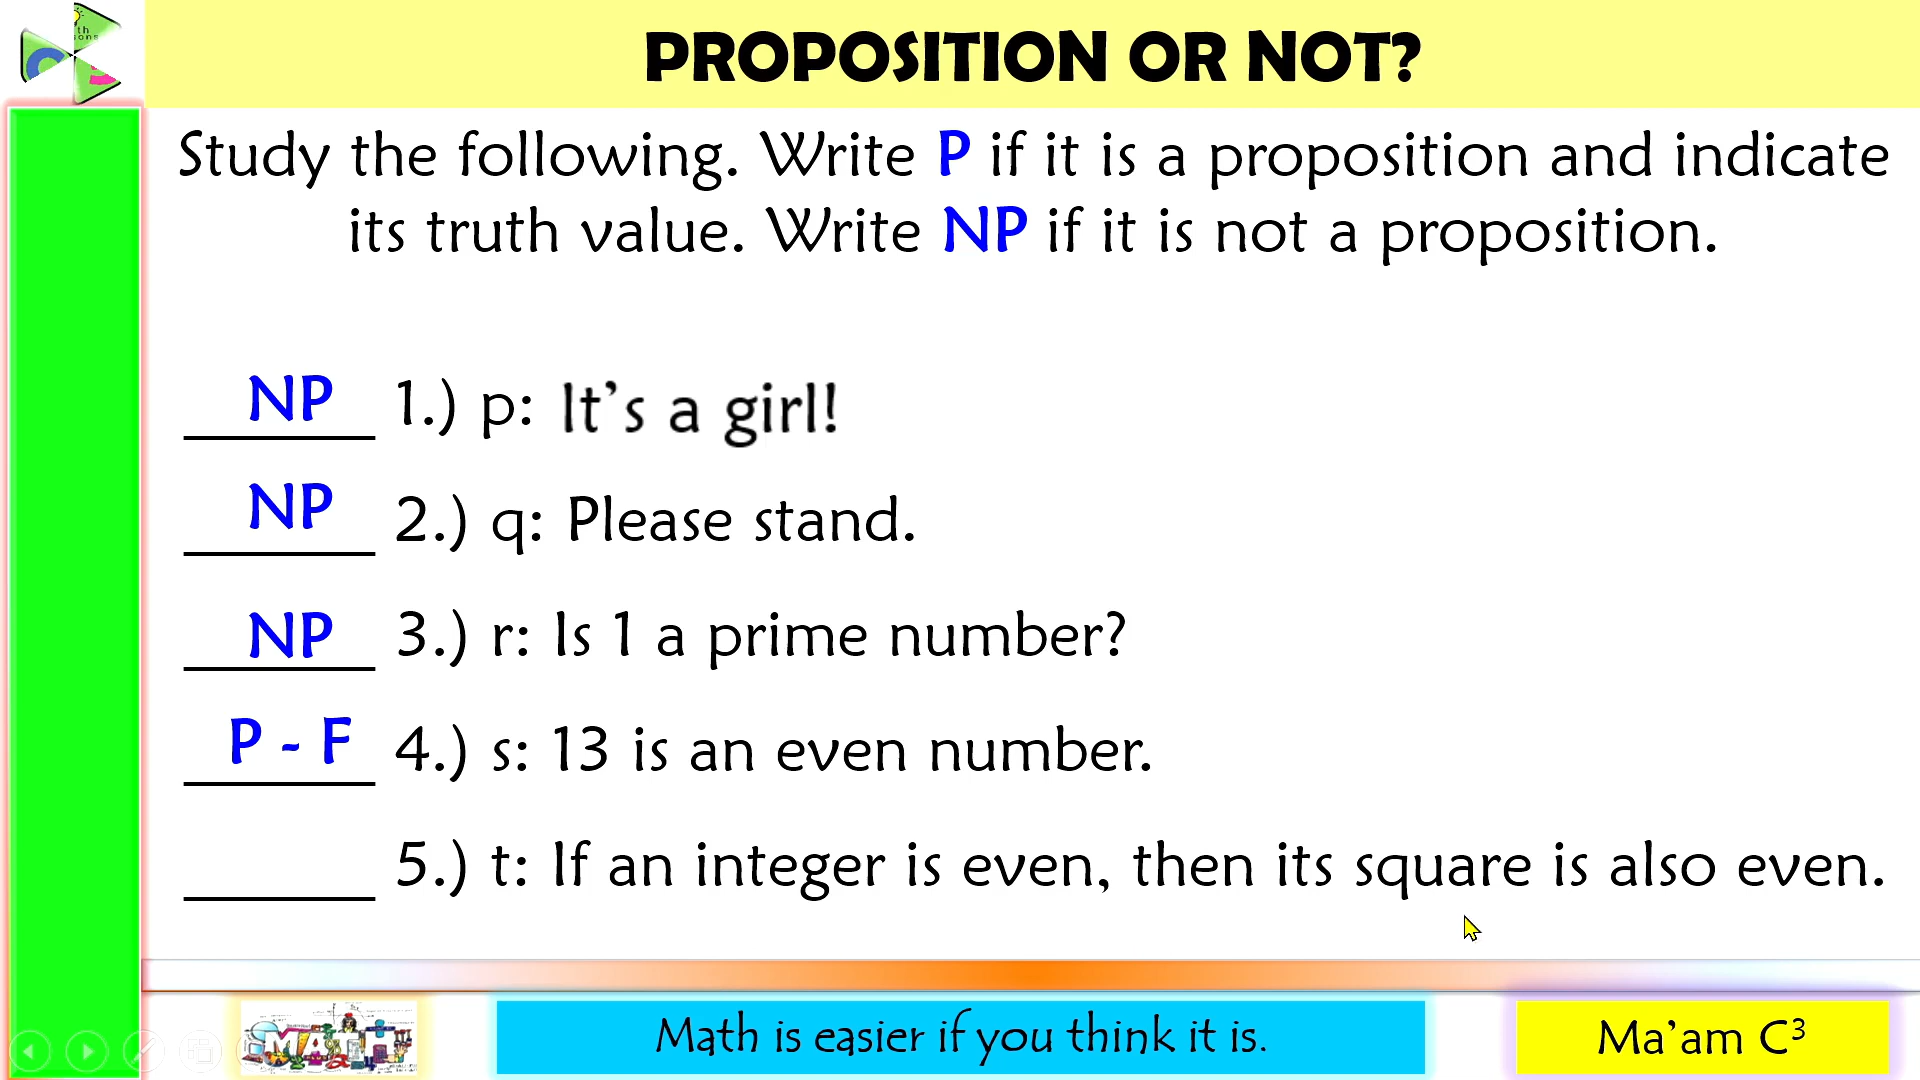 PROPOSITION OR NOT?
Study the following. Write P if it is a proposition and indicate
its truth value. Write NP if it is not a proposition.
NP 1.) p: It’s a girl!
NP 2.) q: Please stand.
NP 3.) r: Is 1 a prime number?
P - F 4.) s: 13 is an even number.
_______ 5.) t: If an integer is even, then its square is also even.
MATH
Math is easier if you think it is.
Ma’am C³